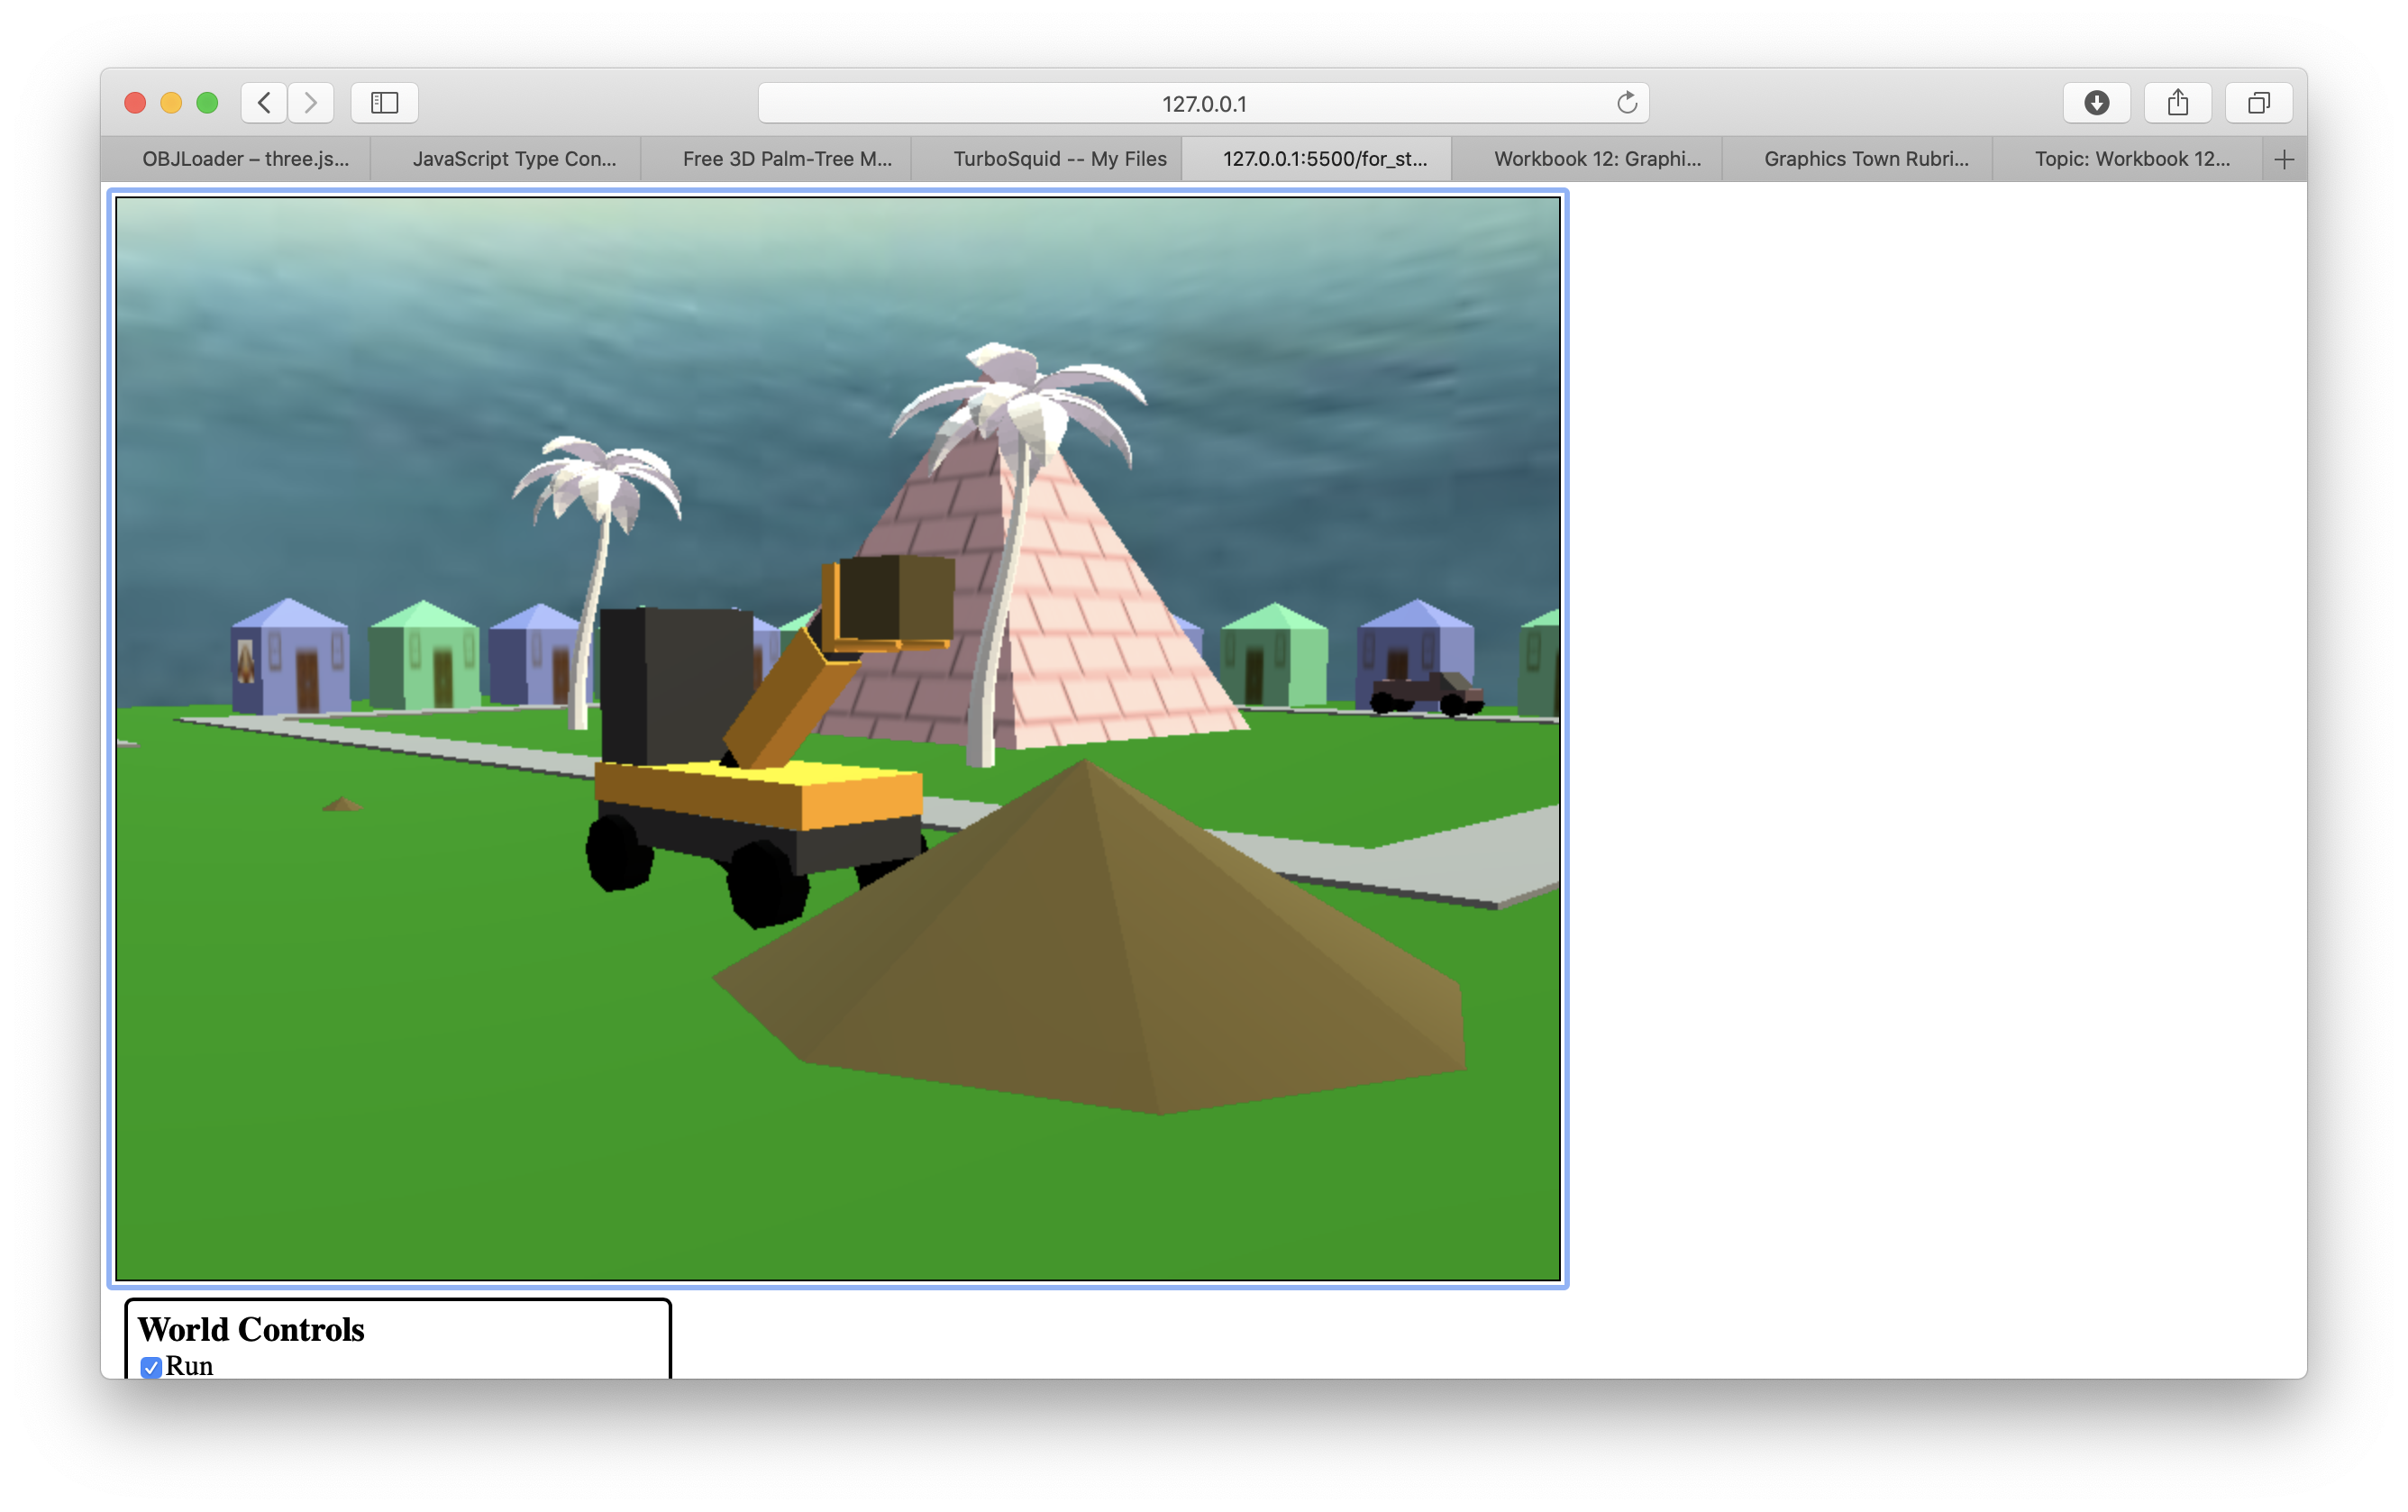 127.0.0.1
OBJLoader – three.js...
JavaScript Type Con...
Free 3D Palm-Tree M...
TurboSquid -- My Files
127.0.0.1:5500/for_st...
Workbook 12: Graphi...
Graphics Town Rubri...
Topic: Workbook 12...
World Controls
Run